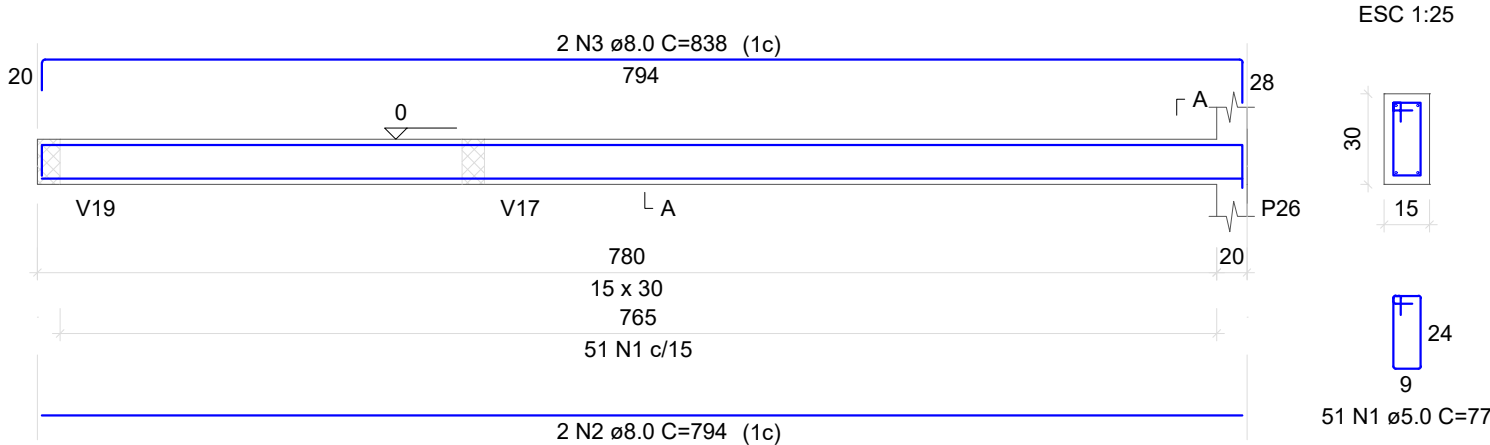 ESC 1:25
2 N3 ø8.0 C=838 (1c)
20
794
28
A
0
30
V19
V17
A
P26
15
780
20
15 x 30
765
51 N1 c/15
24
9
51 N1 ø5.0 C=77
2 N2 ø8.0 C=794 (1c)